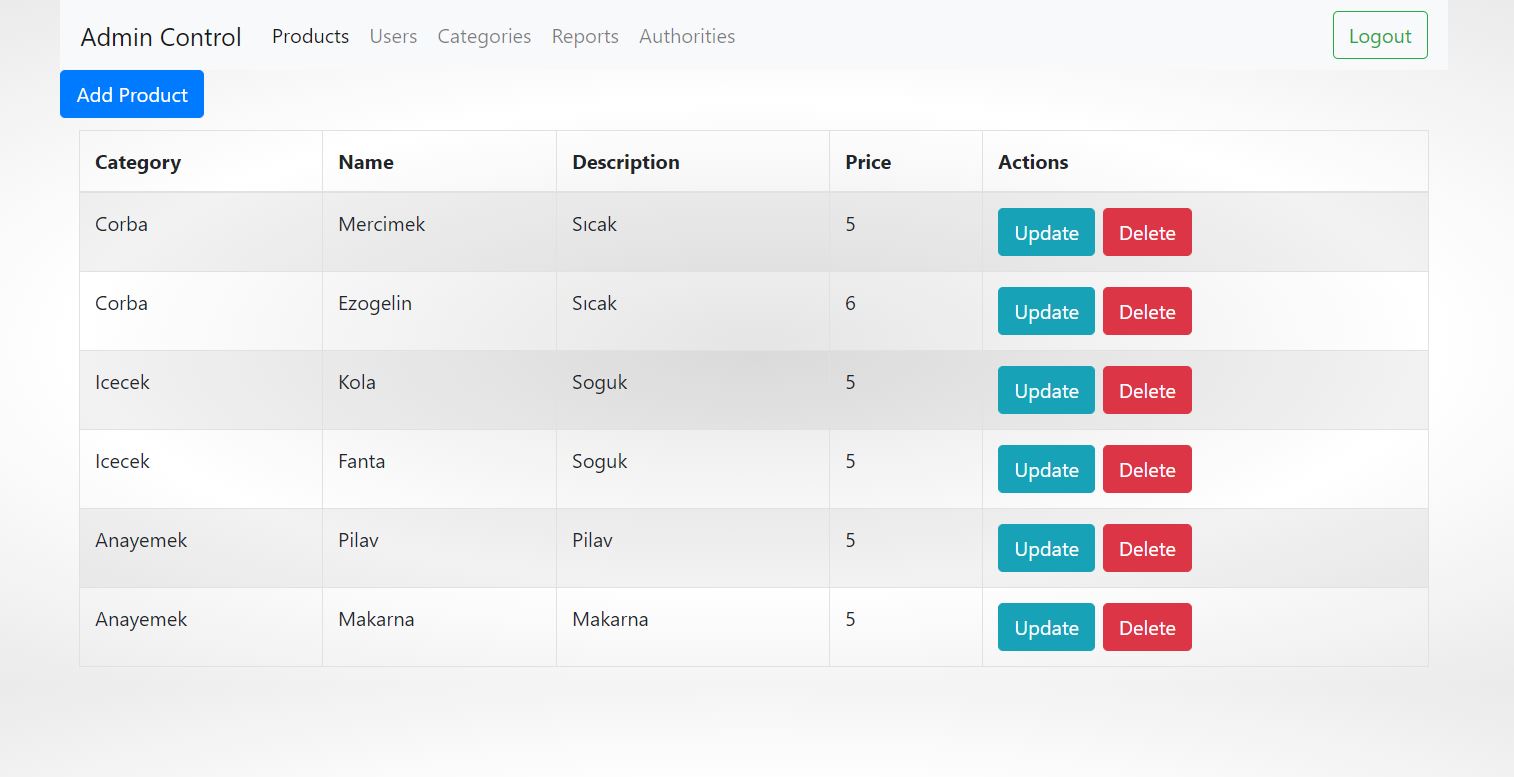 Admin Control Products Users Categories Reports Authorities Logout
Add Product
Category Name Description Price Actions
Corba Mercimek Sıcak 5 Update Delete
Corba Ezogelin Sıcak 6 Update Delete
Icecek Kola Soguk 5 Update Delete
Icecek Fanta Soguk 5 Update Delete
Anayemek Pilav Pilav 5 Update Delete
Anayemek Makarna Makarna 5 Update Delete